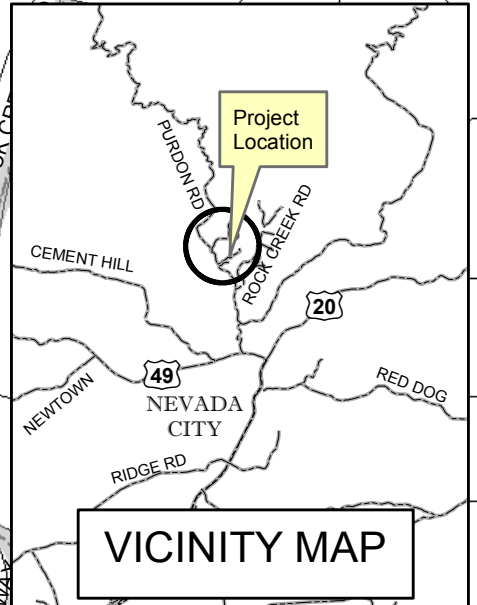 Project
Location
PURDON RD
ROCK CREEK RD
CEMENT HILL
20
49
NEWTOWN
NEVADA
CITY
RED DOG
RIDGE RD
VICINITY MAP